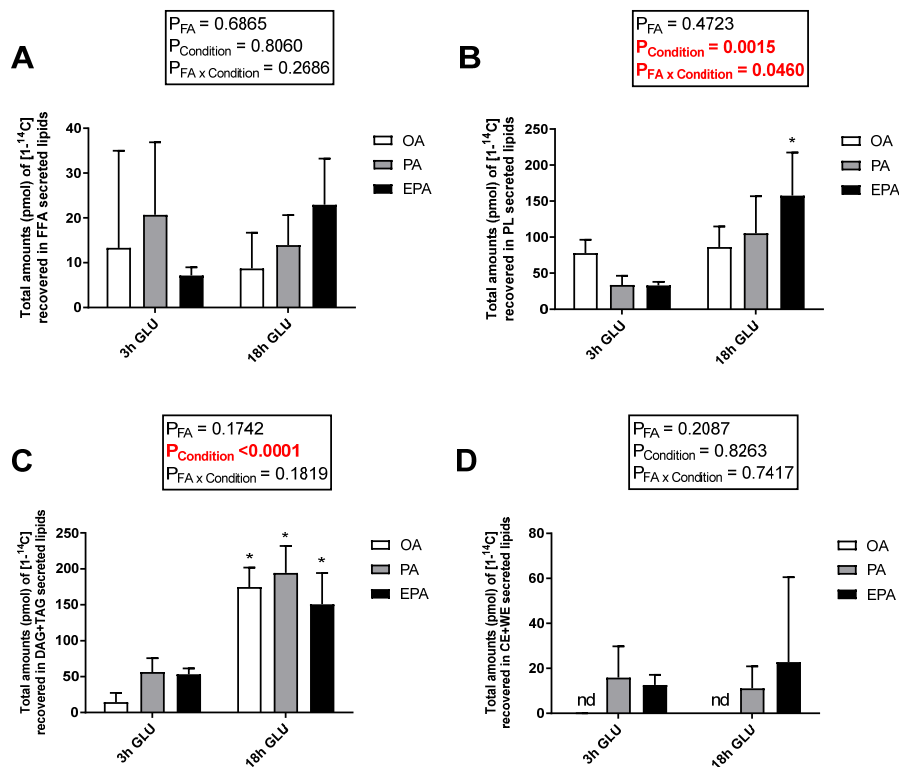 A
P_FA = 0.6865
P_Condition = 0.8060
P_FA x Condition = 0.2686
Total amounts (pmol) of [1-¹⁴C]
recovered in FFA secreted lipids
40
30
20
10
0
3h GLU
18h GLU
OA
PA
EPA
B
P_FA = 0.4723
P_Condition = 0.0015
P_FA x Condition = 0.0460
Total amounts (pmol) of [1-¹⁴C]
recovered in PL secreted lipids
250
200
150
100
50
0
*
3h GLU
18h GLU
OA
PA
EPA
C
P_FA = 0.1742
P_Condition <0.0001
P_FA x Condition = 0.1819
Total amounts (pmol) of [1-¹⁴C]
recovered in DAG+TAG secreted lipids
250
200
150
100
50
0
* * *
3h GLU
18h GLU
OA
PA
EPA
D
P_FA = 0.2087
P_Condition = 0.8263
P_FA x Condition = 0.7417
Total amounts (pmol) of [1-¹⁴C]
recovered in CE+WE secreted lipids
80
60
40
20
0
nd nd
3h GLU
18h GLU
OA
PA
EPA